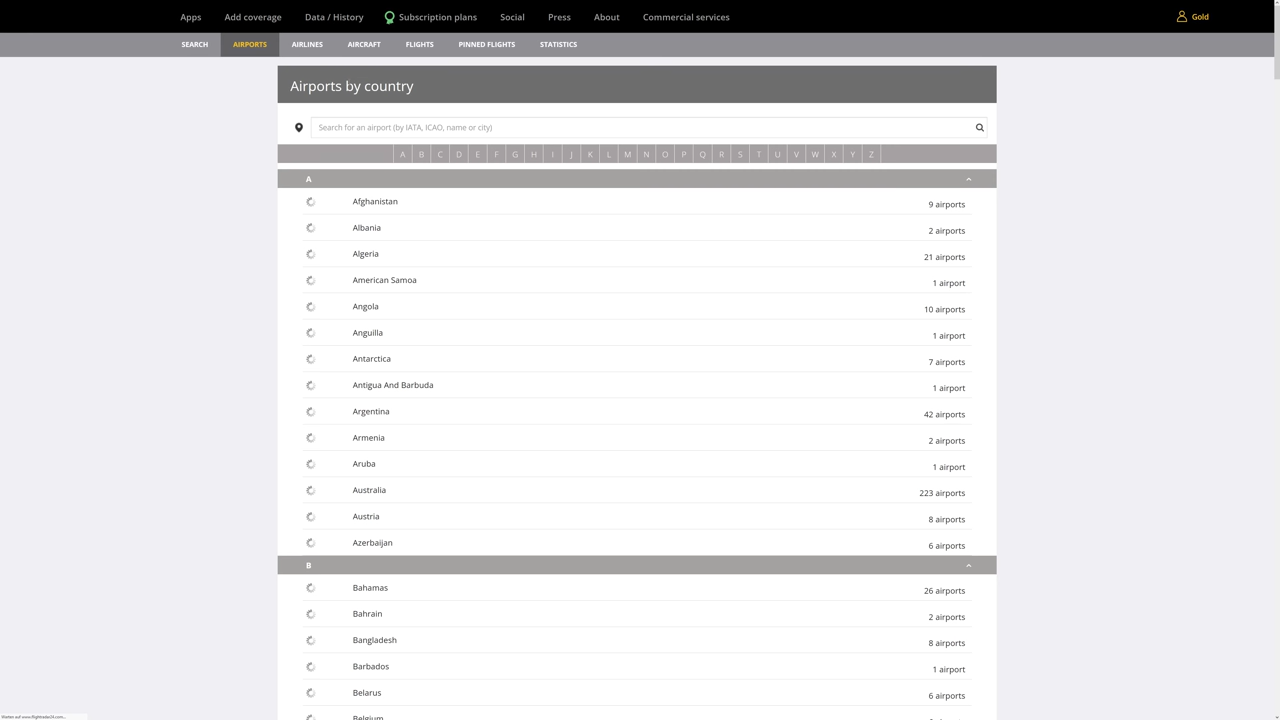 Apps Add coverage Data / History Subscription plans Social Press About Commercial services Gold
SEARCH AIRPORTS AIRLINES AIRCRAFT FLIGHTS PINNED FLIGHTS STATISTICS
Airports by country
Search for an airport (by IATA, ICAO, name or city)
A B C D E F G H I J K L M N O P Q R S T U V W X Y Z
A
Afghanistan 9 airports
Albania 2 airports
Algeria 21 airports
American Samoa 1 airport
Angola 10 airports
Anguilla 1 airport
Antarctica 7 airports
Antigua And Barbuda 1 airport
Argentina 42 airports
Armenia 2 airports
Aruba 1 airport
Australia 223 airports
Austria 8 airports
Azerbaijan 6 airports
B
Bahamas 26 airports
Bahrain 2 airports
Bangladesh 8 airports
Barbados 1 airport
Belarus 6 airports
Belgium